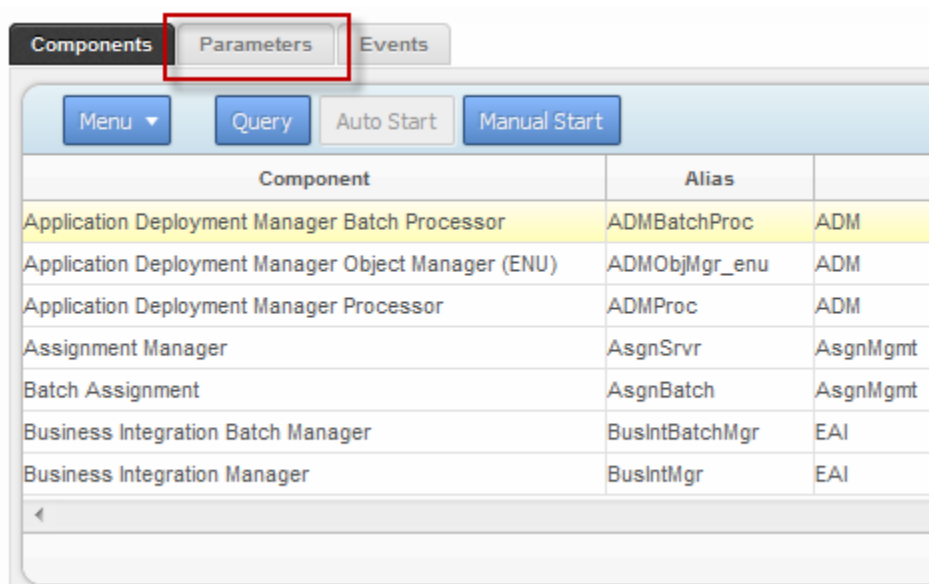 Components Parameters Events
Menu Query Auto Start Manual Start
Component Alias
Application Deployment Manager Batch Processor ADMBatchProc ADM
Application Deployment Manager Object Manager (ENU) ADMObjMgr_enu ADM
Application Deployment Manager Processor ADMProc ADM
Assignment Manager AsgnSrvr AsgnMgmt
Batch Assignment AsgnBatch AsgnMgmt
Business Integration Batch Manager BusIntBatchMgr EAI
Business Integration Manager BusIntMgr EAI